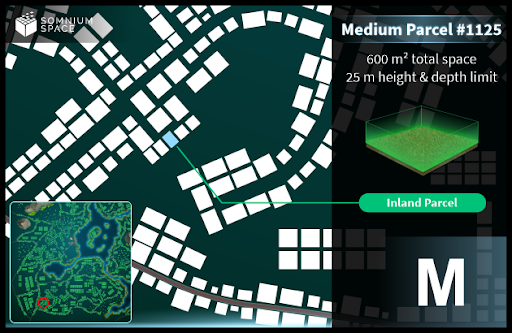 SOMNIUM
SPACE
Medium Parcel #1125
600 m² total space
25 m height & depth limit
Inland Parcel
M